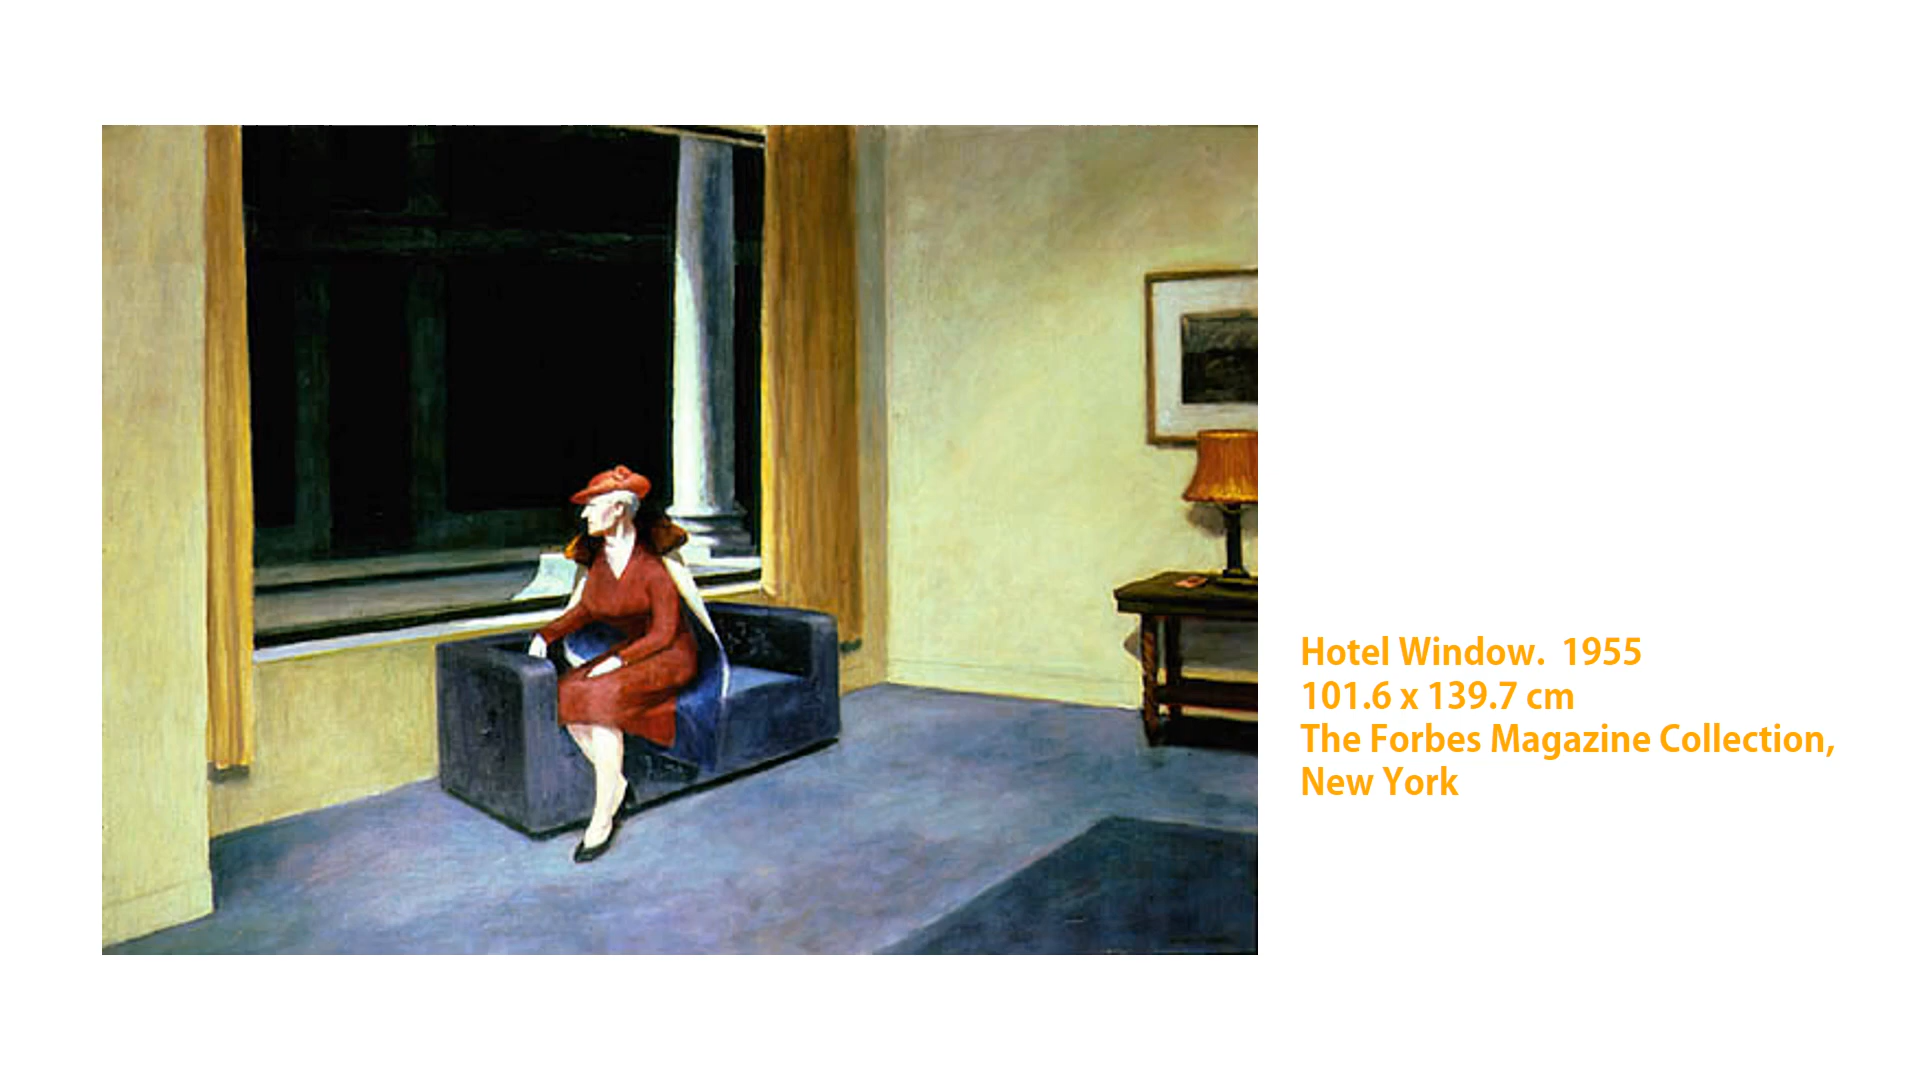 Hotel Window.  1955
101.6 x 139.7 cm
The Forbes Magazine Collection,
New York